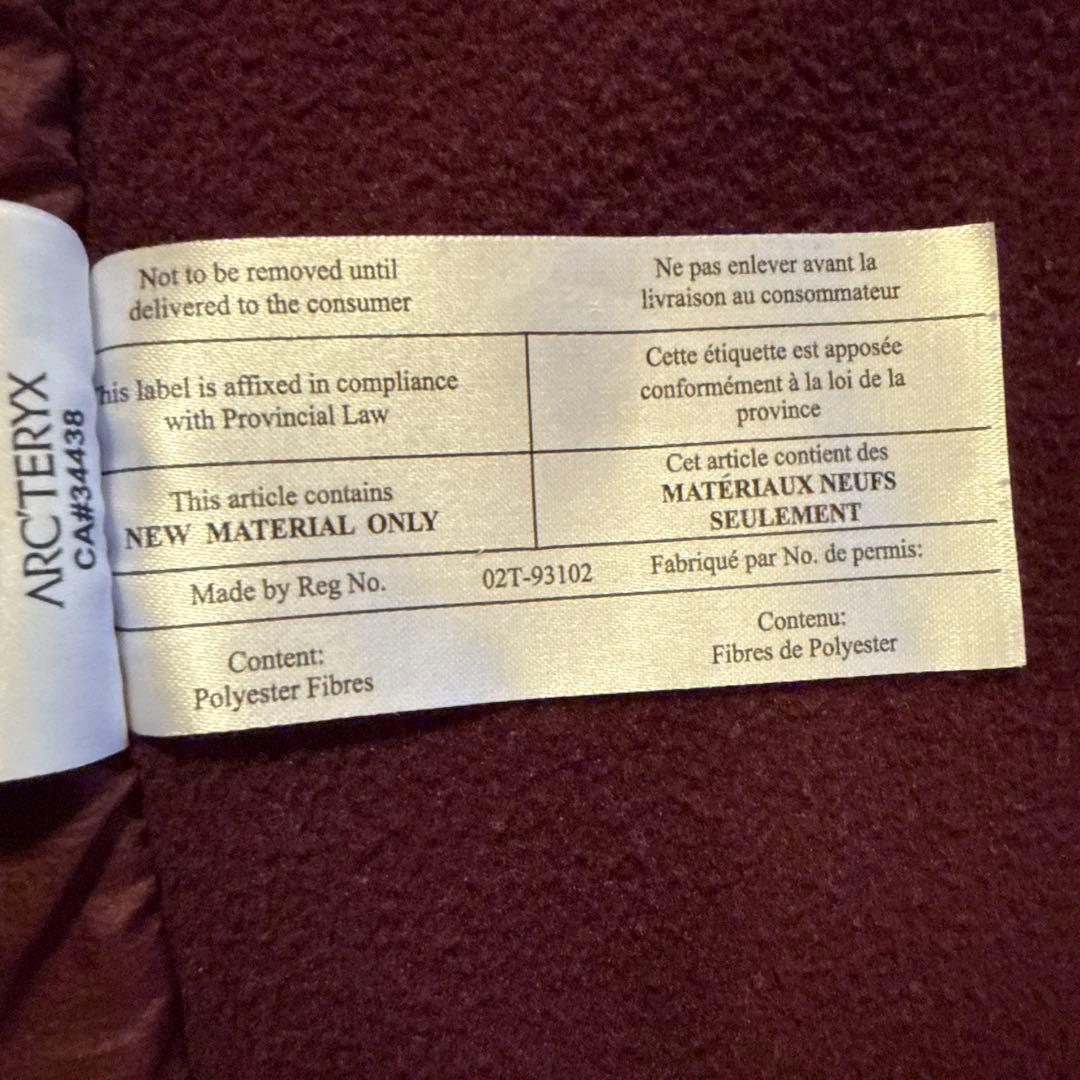 ARC'TERYX
CA#34438
Not to be removed until
delivered to the consumer
Ne pas enlever avant la
livraison au consommateur
his label is affixed in compliance
with Provincial Law
Cette étiquette est apposée
conformément à la loi de la
province
This article contains
NEW MATERIAL ONLY
Cet article contient des
MATÉRIAUX NEUFS
SEULEMENT
Made by Reg No. 02T-93102 Fabriqué par No. de permis:
Content:
Polyester Fibres
Contenu:
Fibres de Polyester